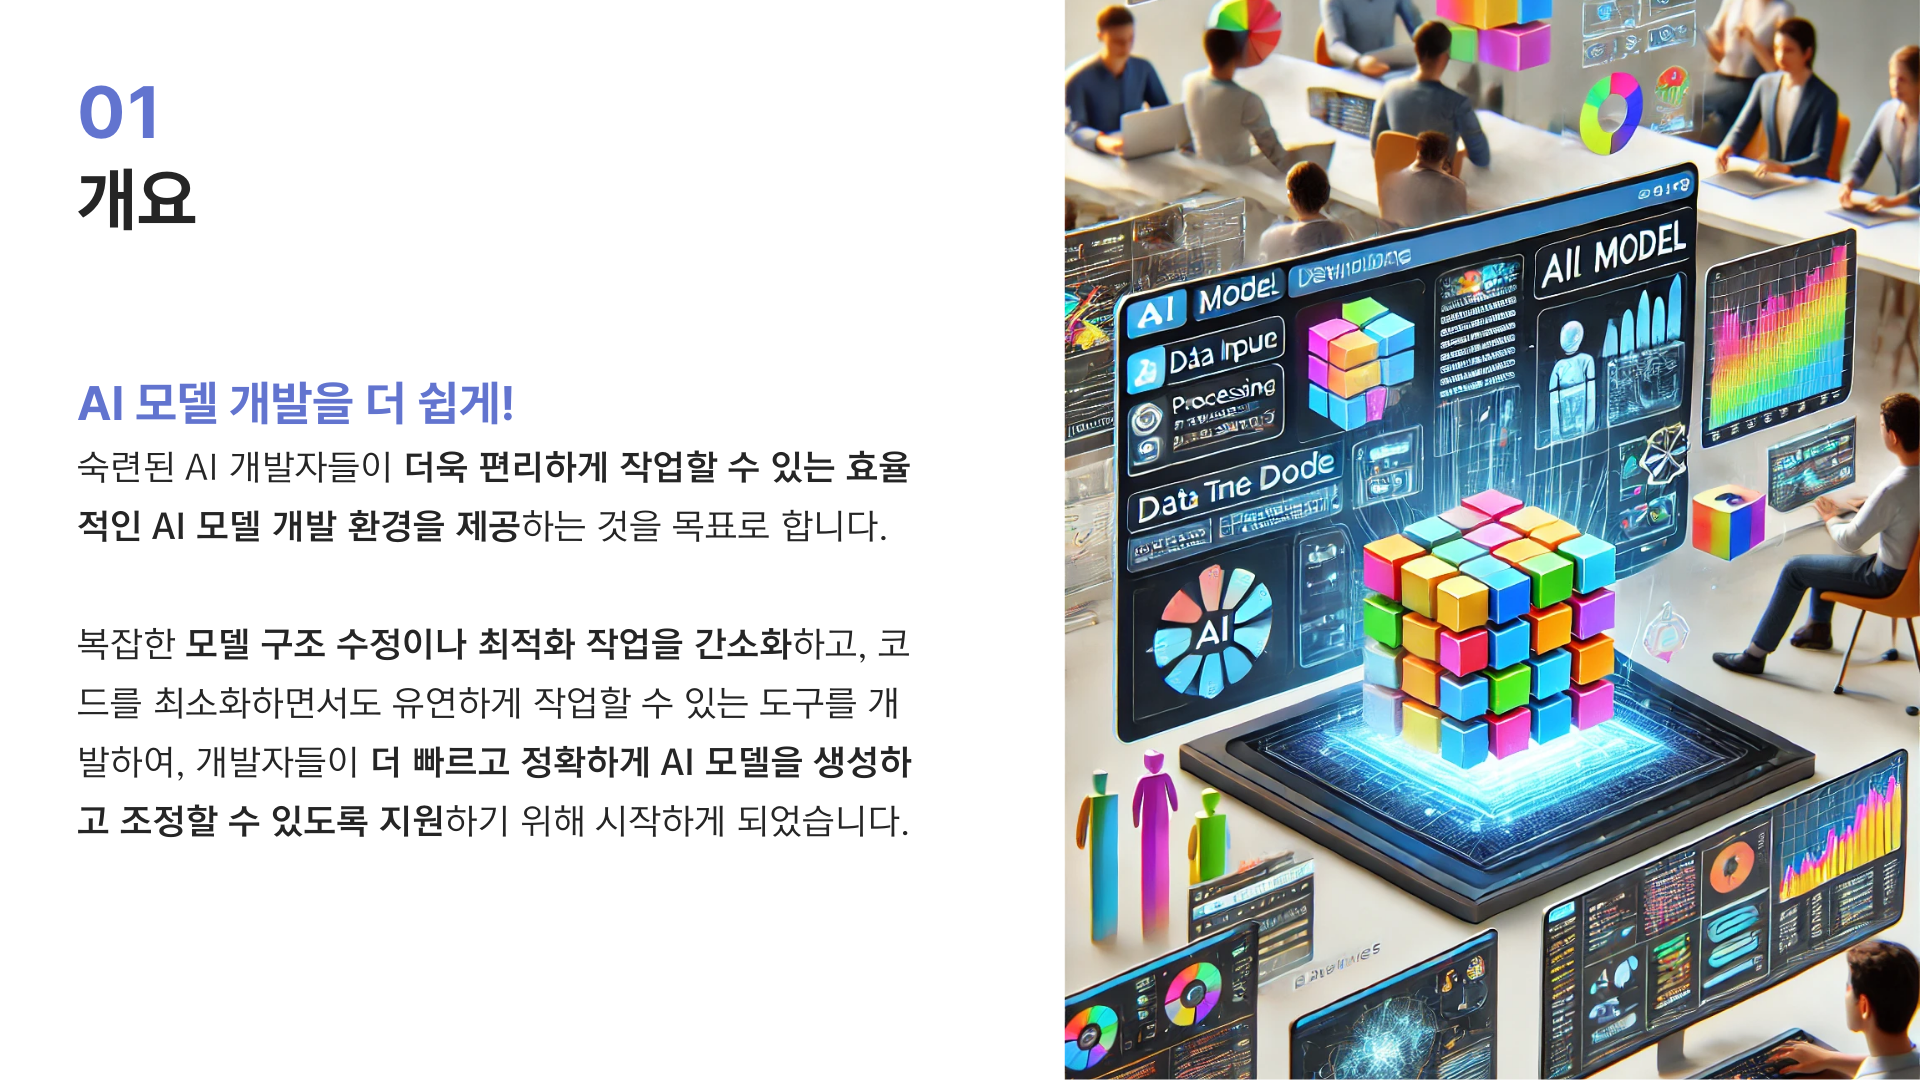 01
개요
AI 모델 개발을 더 쉽게!
숙련된 AI 개발자들이 더욱 편리하게 작업할 수 있는 효율
적인 AI 모델 개발 환경을 제공하는 것을 목표로 합니다.
복잡한 모델 구조 수정이나 최적화 작업을 간소화하고, 코
드를 최소화하면서도 유연하게 작업할 수 있는 도구를 개
발하여, 개발자들이 더 빠르고 정확하게 AI 모델을 생성하
고 조정할 수 있도록 지원하기 위해 시작하게 되었습니다.
AI Model
AIl MODEL
Processing
Data Tne Dode
AI